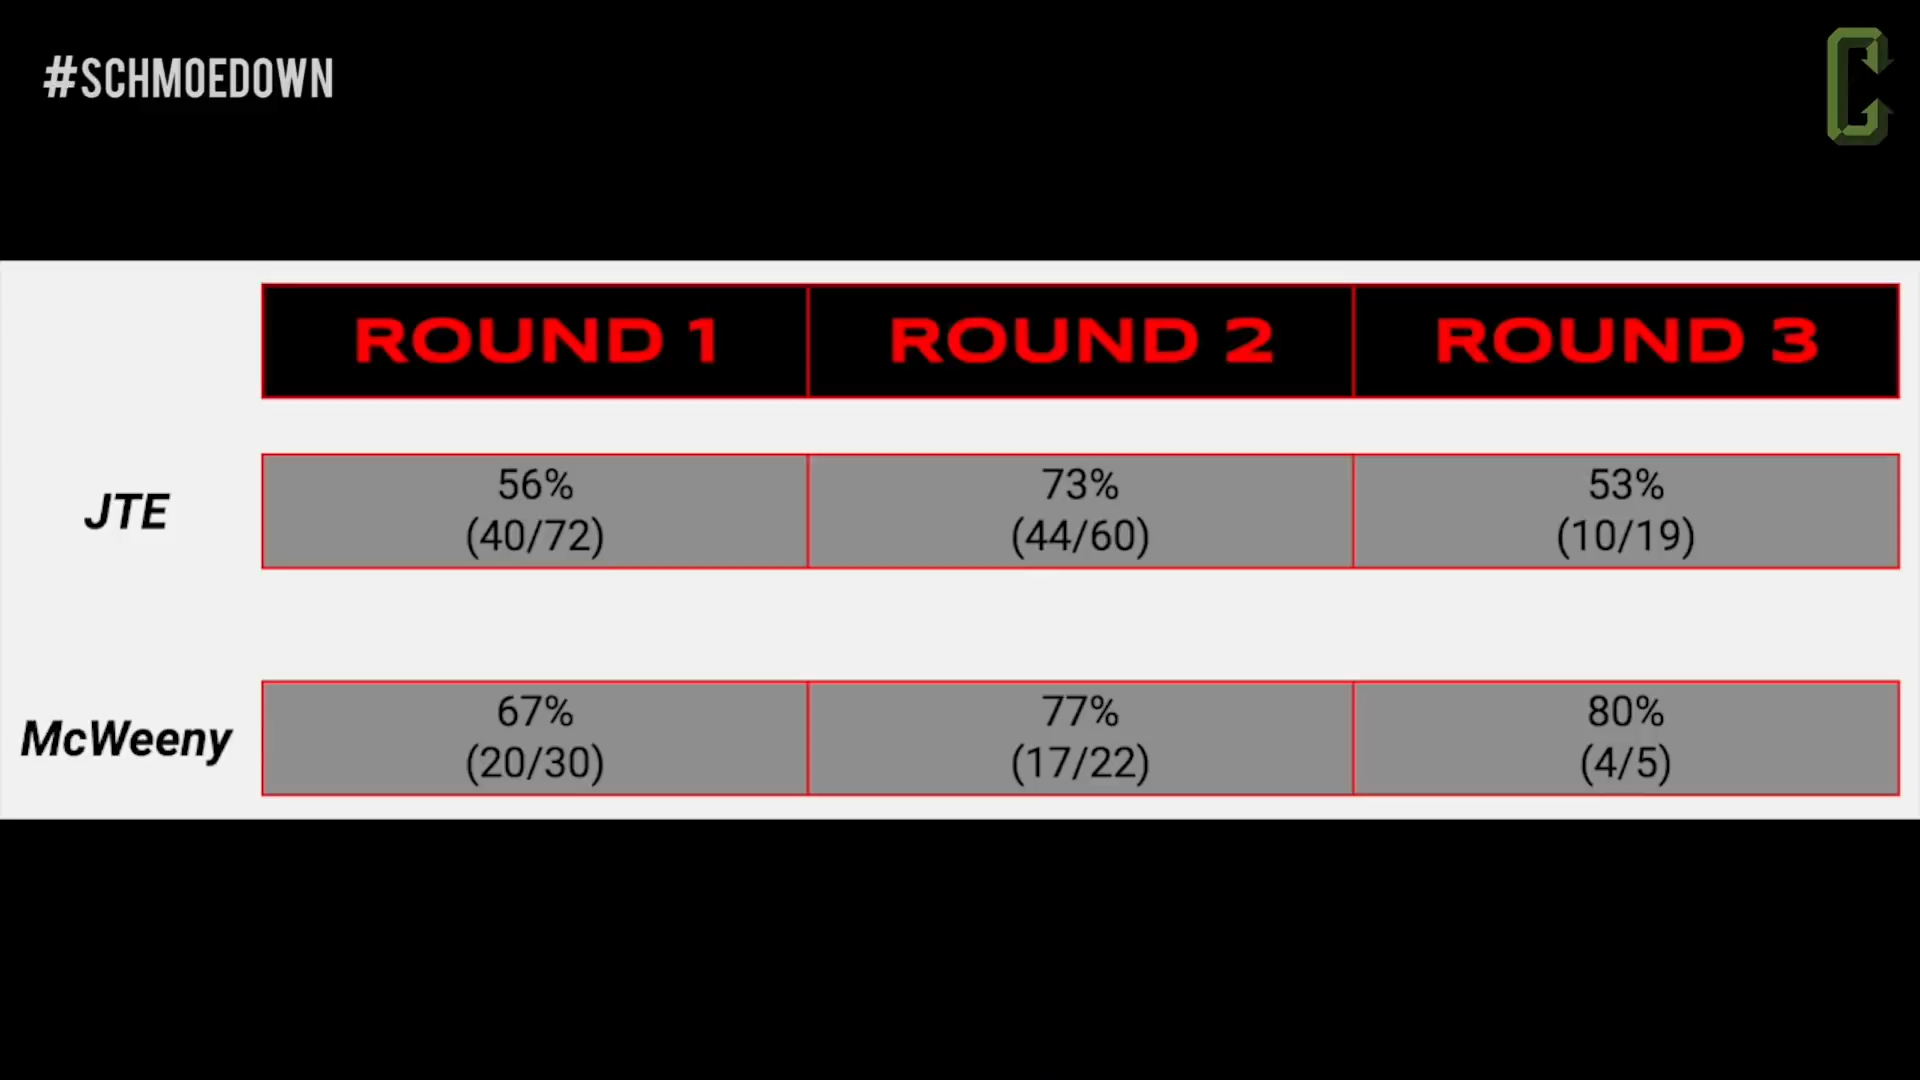 #SCHMOEDOWN
ROUND 1 ROUND 2 ROUND 3
JTE
56% 73% 53%
(40/72) (44/60) (10/19)
McWeeny
67% 77% 80%
(20/30) (17/22) (4/5)